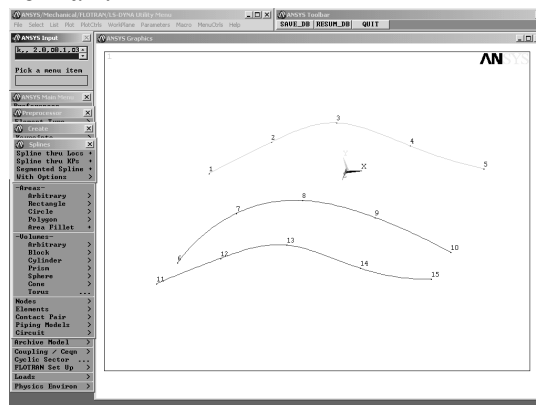 ANSYS/Mechanical/FLOTRAN/LS-DYNA Utility Menu
File Select List Plot PlotCtrls WorkPlane Parameters Macro MenuCtrls Help
ANSYS Toolbar
SAVE_DB RESUM_DB QUIT
ANSYS Input
Pick a menu item
ANSYS Main Menu
Preprocessor
Create
Splines
Spline thru Locs +
Spline thru KPs +
Segmented Spline +
With Options >
-Areas-
Arbitrary >
Rectangle >
Circle >
Polygon >
Area Fillet +
-Volumes-
Arbitrary >
Block >
Cylinder >
Prism >
Sphere >
Cone >
Torus ...
Nodes >
Elements >
Contact Pair >
Piping Models >
Circuit >
Archive Model >
Coupling / Ceqn >
Cyclic Sector ...
FLOTRAN Set Up >
Loads >
Physics Environ >
ANSYS Graphics
1
ANSYS
3
2
4
1
5
X
8
7
9
6
10
13
12
14
11
15